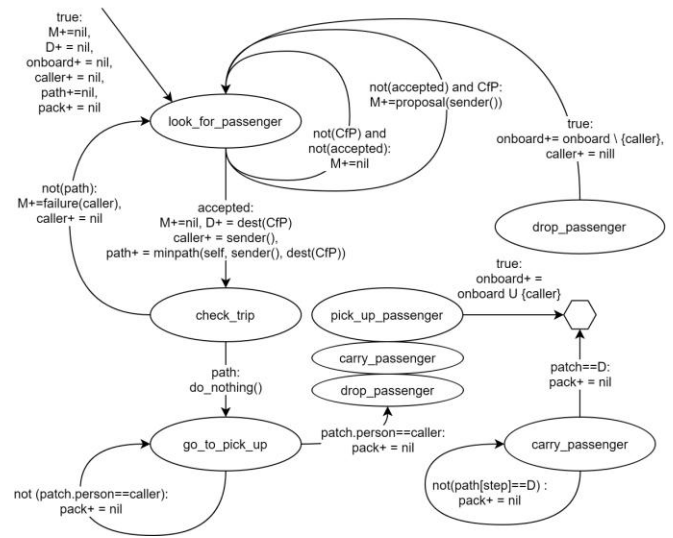 true:
M+=nil,
D+ = nil,
onboard+ = nil,
caller+ = nil,
path+=nil,
pack+ = nil
look_for_passenger
not(accepted) and CfP:
M+=proposal(sender())
not(CfP) and
not(accepted):
M+=nil
true:
onboard+= onboard \ {caller},
caller+ = nill
not(path):
M+=failure(caller),
caller+ = nil
accepted:
M+=nil, D+ = dest(CfP)
caller+ = sender(),
path+ = minpath(self, sender(), dest(CfP))
drop_passenger
check_trip
true:
onboard+ =
onboard U {caller}
pick_up_passenger
carry_passenger
drop_passenger
path:
do_nothing()
patch==D:
pack+ = nil
go_to_pick_up
patch.person==caller:
pack+ = nil
carry_passenger
not (patch.person==caller):
pack+ = nil
not(path[step]==D) :
pack+ = nil